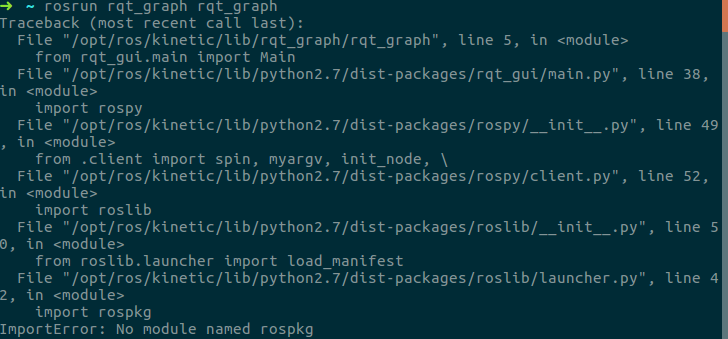 ➜  ~ rosrun rqt_graph rqt_graph
Traceback (most recent call last):
  File "/opt/ros/kinetic/lib/rqt_graph/rqt_graph", line 5, in <module>
    from rqt_gui.main import Main
  File "/opt/ros/kinetic/lib/python2.7/dist-packages/rqt_gui/main.py", line 38,
in <module>
    import rospy
  File "/opt/ros/kinetic/lib/python2.7/dist-packages/rospy/__init__.py", line 49
, in <module>
    from .client import spin, myargv, init_node, \
  File "/opt/ros/kinetic/lib/python2.7/dist-packages/rospy/client.py", line 52,
in <module>
    import roslib
  File "/opt/ros/kinetic/lib/python2.7/dist-packages/roslib/__init__.py", line 5
0, in <module>
    from roslib.launcher import load_manifest
  File "/opt/ros/kinetic/lib/python2.7/dist-packages/roslib/launcher.py", line 4
2, in <module>
    import rospkg
ImportError: No module named rospkg